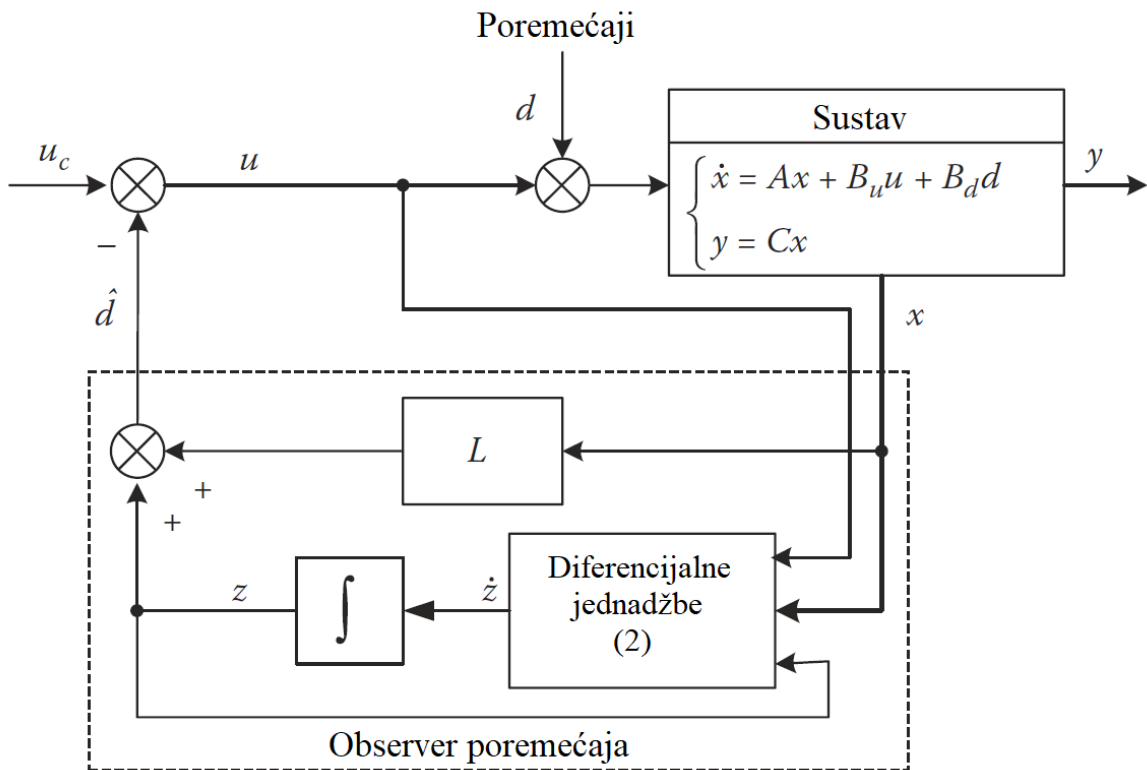 Poremećaji
d
Sustav
u_c
u
y
ẋ = Ax + B_u u + B_d d
y = Cx
−
d̂
x
L
+
+
Diferencijalne
jednadžbe
(2)
z
∫
ż
Observer poremećaja